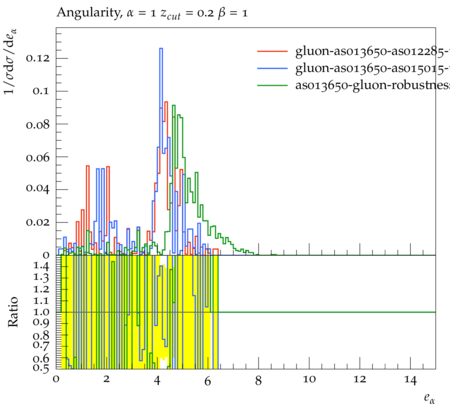 Angularity, α = 1 z_cut = 0.2 β = 1
1/σdσ/de_α
gluon-aso13650-aso12285-
gluon-aso13650-aso15015-
aso13650-gluon-robustness
0.12
0.1
0.08
0.06
0.04
0.02
0
Ratio
1.4
1.3
1.2
1.1
1.0
0.9
0.8
0.7
0.6
0.5
0 2 4 6 8 10 12 14
e_α